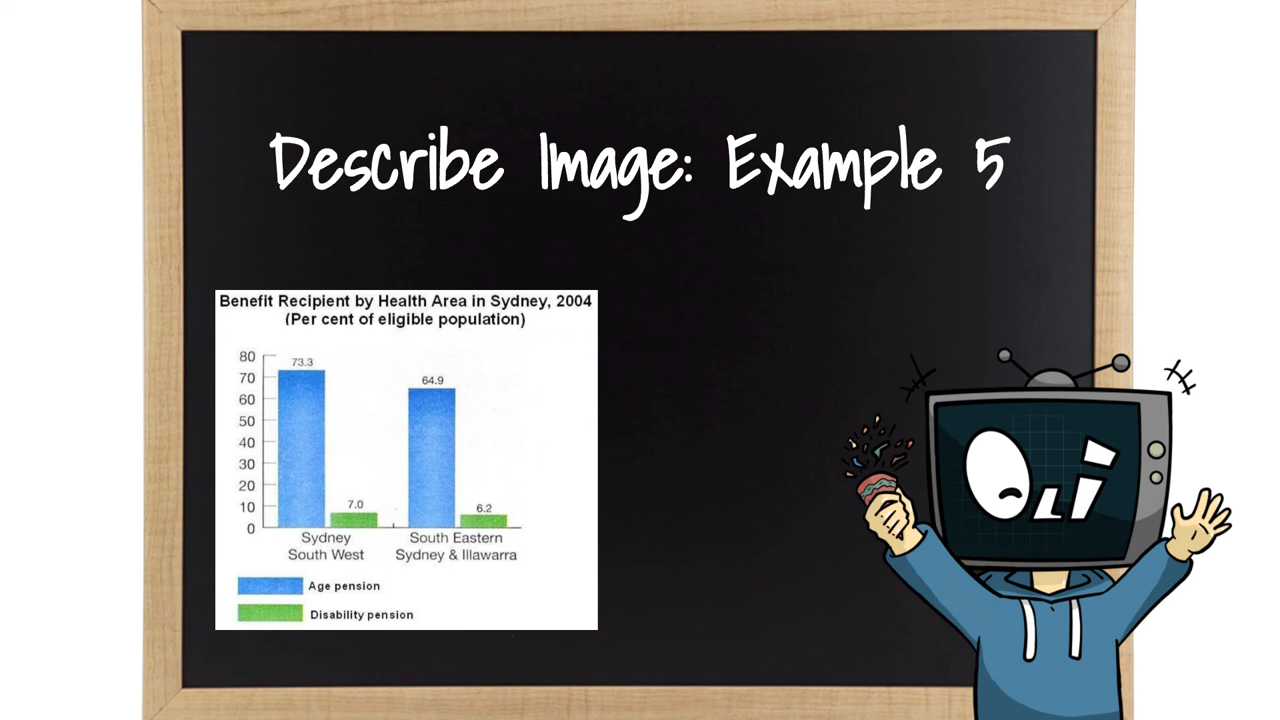 Describe Image: Example 5
Benefit Recipient by Health Area in Sydney, 2004
(Per cent of eligible population)
80
70
60
50
40
30
20
10
0
73.3
7.0
64.9
6.2
Sydney
South West
South Eastern
Sydney & Illawarra
Age pension
Disability pension
OLi